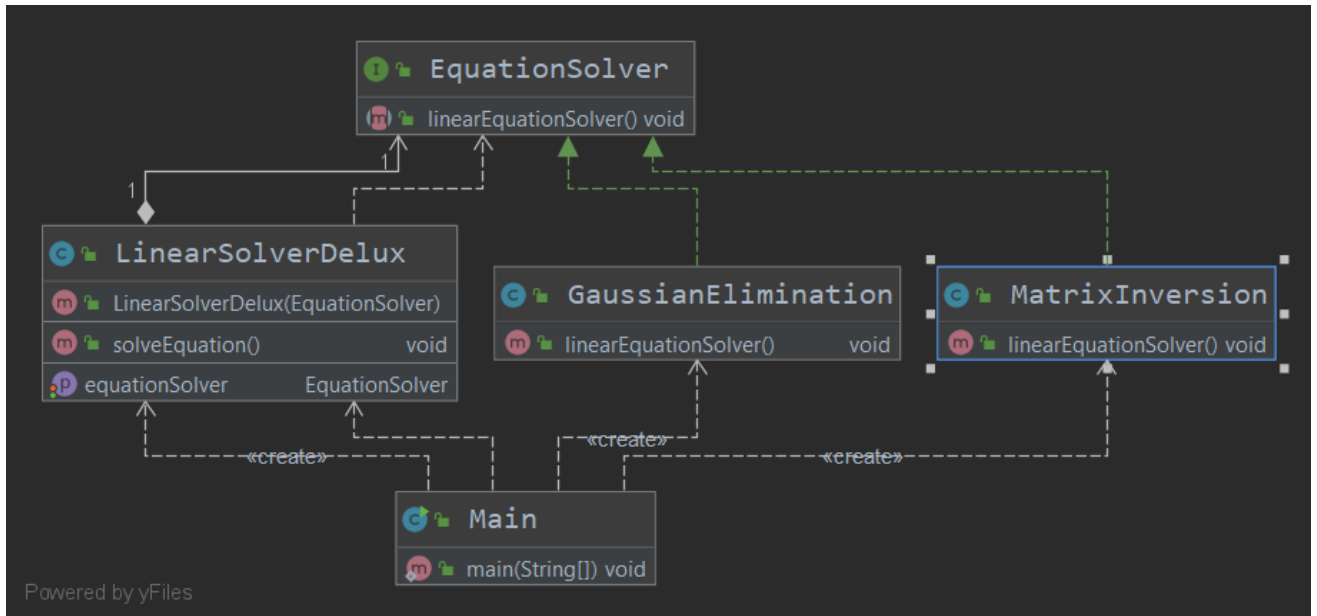 EquationSolver
linearEquationSolver() void
1
1
LinearSolverDelux
LinearSolverDelux(EquationSolver)
solveEquation() void
equationSolver EquationSolver
GaussianElimination
linearEquationSolver() void
MatrixInversion
linearEquationSolver() void
«create»
«create»
«create»
Main
main(String[]) void
Powered by yFiles